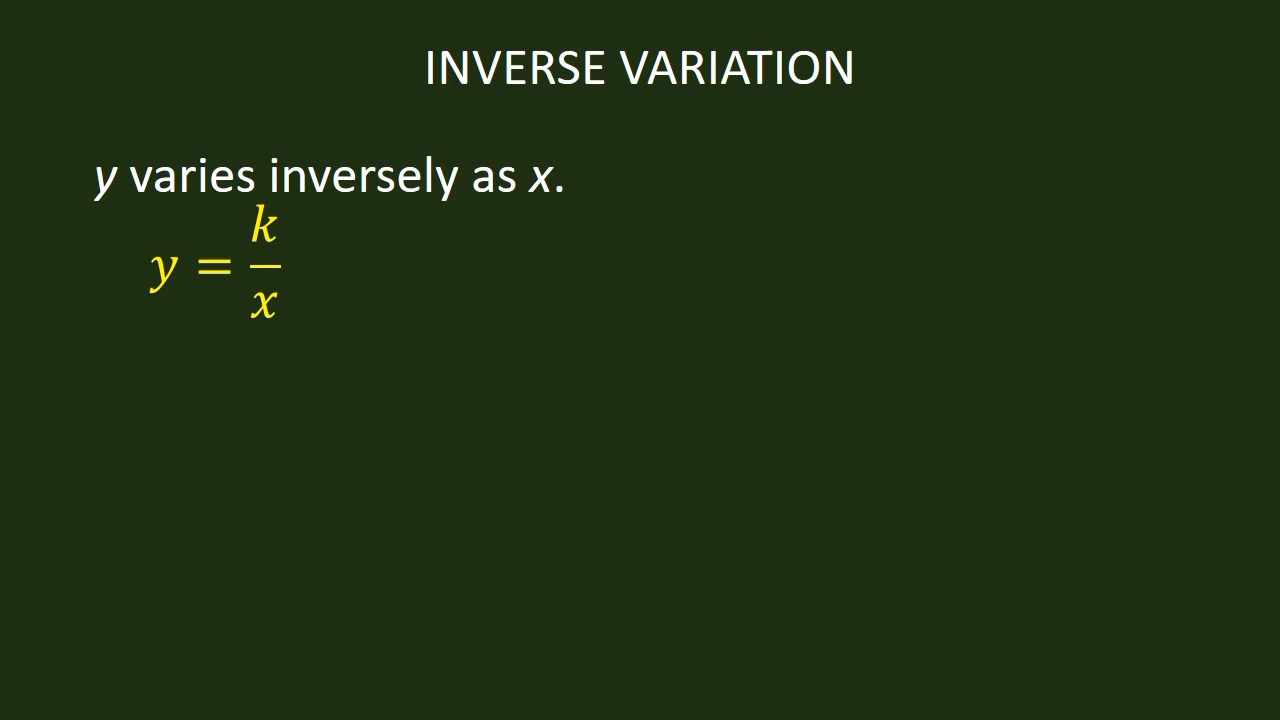 INVERSE VARIATION
y varies inversely as x.
y = k/x